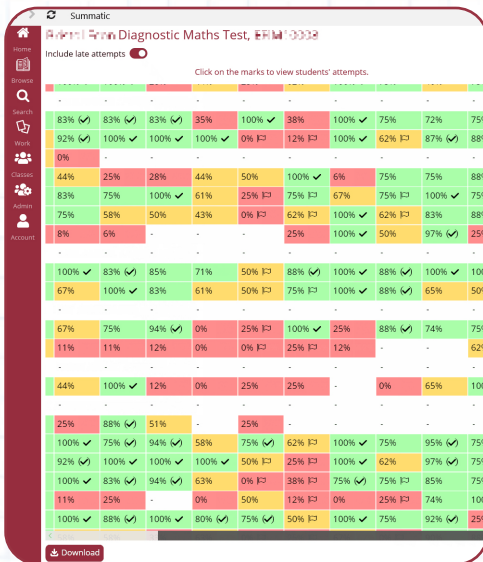 Summatic
Diagnostic Maths Test,
Include late attempts
Click on the marks to view students' attempts.
Home
Browse
Search
Work
Classes
Admin
Account
- - - - - - - - -
83% (✔) 83% (✔) 83% (✔) 35% 100% ✔ 38% 100% ✔ 75% 72% 75
92% (✔) 100% ✔ 100% ✔ 100% ✔ 0% 12% 100% ✔ 62% 87% (✔) 88
0% - - - - - - - -
44% 25% 28% 44% 50% 100% ✔ 6% 75% 75% 88
83% 75% 100% ✔ 61% 25% 75% 67% 75% 100% ✔ 75
75% 58% 50% 43% 0% 62% 100% ✔ 62% 83% 88
8% 6% - - - 25% 100% ✔ 50% 97% (✔) 25
- - - - - - - - -
100% ✔ 83% (✔) 85% 71% 50% 88% (✔) 100% ✔ 88% (✔) 100% ✔ 100
67% 100% ✔ 83% 61% 50% 75% 100% ✔ 88% (✔) 65% 50
- - - - - - - - -
67% 75% 94% (✔) 0% 25% 100% ✔ 25% 88% (✔) 74% 75
11% 11% 12% 0% 0% 25% 12% - - 62
- - - - - - - - -
44% 100% ✔ 12% 0% 25% 25% - 0% 65% 100
- - - - - - - - -
25% 88% (✔) 51% - 25% - - - -
100% ✔ 75% (✔) 94% (✔) 58% 75% (✔) 62% 100% ✔ 75% 95% (✔) 75
92% (✔) 100% ✔ 100% ✔ 100% ✔ 50% 25% 100% ✔ 62% 97% (✔) 75
100% ✔ 83% (✔) 94% (✔) 63% 0% 38% 75% (✔) 75% 85% 75
11% 25% - 0% 50% 12% 0% 25% 74% 100
100% ✔ 88% (✔) 100% ✔ 80% (✔) 75% (✔) 50% 100% ✔ 75% 92% (✔) 25
Download